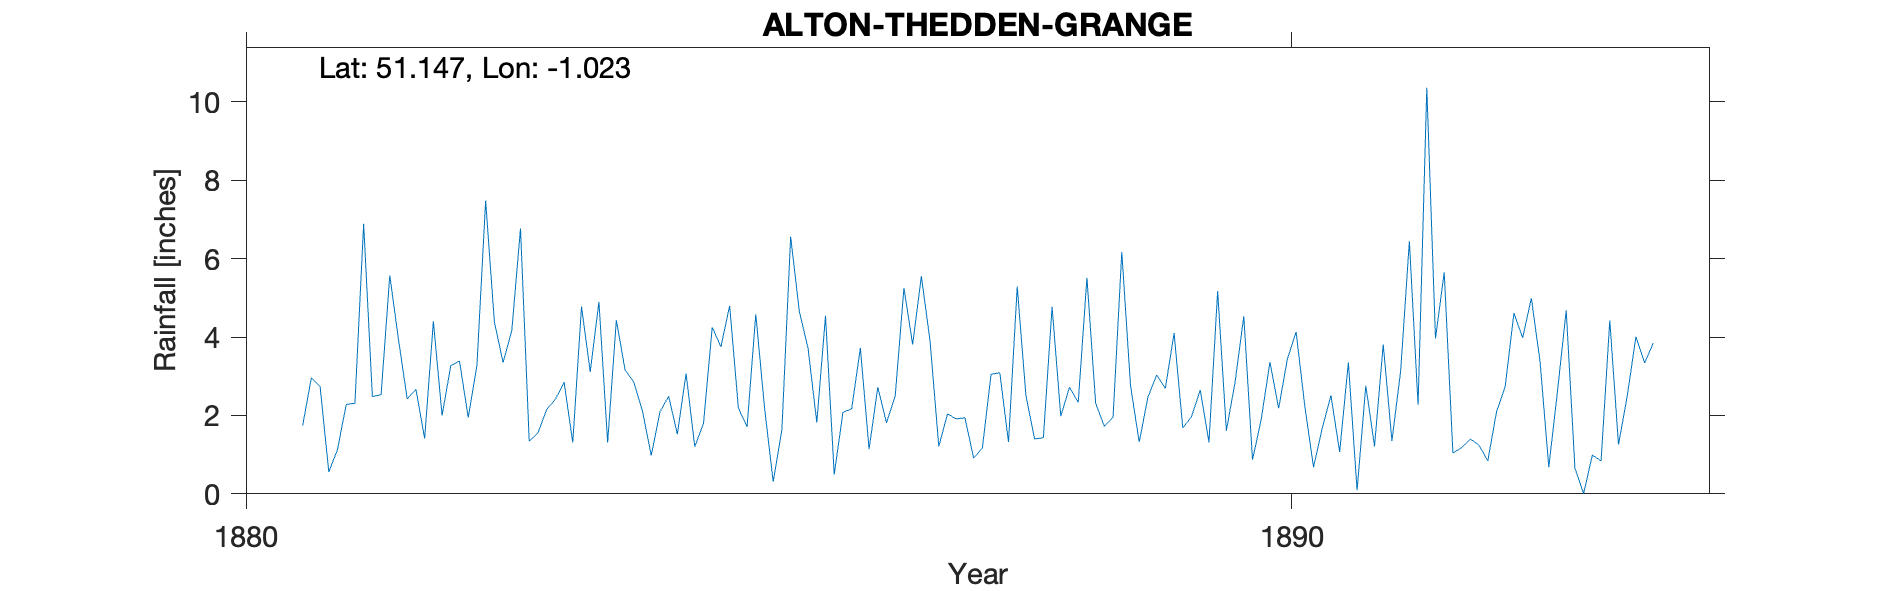 ALTON-THEDDEN-GRANGE
Lat: 51.147, Lon: -1.023
10
8
6
4
2
0
Rainfall [inches]
1880
1890
Year